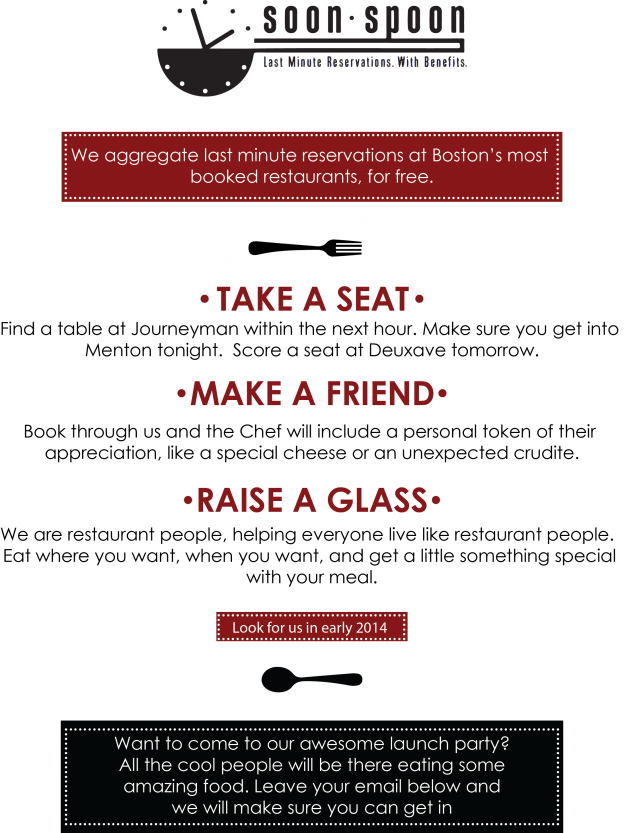 soon·spoon
Last Minute Reservations. With Benefits.
We aggregate last minute reservations at Boston's most
booked restaurants, for free.
•TAKE A SEAT•
Find a table at Journeyman within the next hour. Make sure you get into
Menton tonight.  Score a seat at Deuxave tomorrow.
•MAKE A FRIEND•
Book through us and the Chef will include a personal token of their
appreciation, like a special cheese or an unexpected crudite.
•RAISE A GLASS•
We are restaurant people, helping everyone live like restaurant people.
Eat where you want, when you want, and get a little something special
with your meal.
Look for us in early 2014
Want to come to our awesome launch party?
All the cool people will be there eating some
amazing food. Leave your email below and
we will make sure you can get in